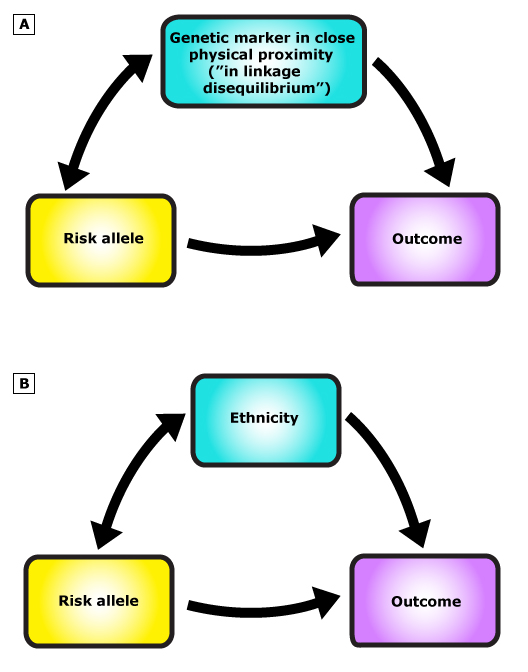 A
Genetic marker in close
physical proximity
("in linkage
disequilibrium")
Risk allele
Outcome
B
Ethnicity
Risk allele
Outcome